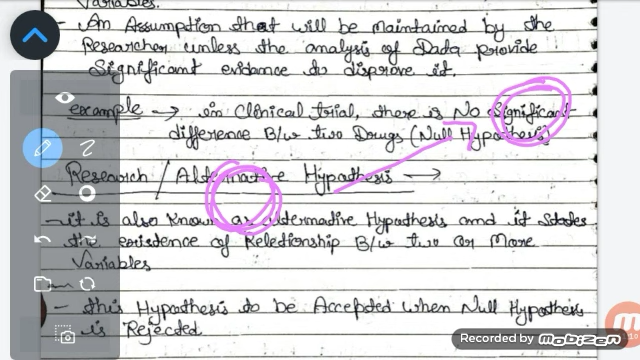 Variables.
- An Assumption that will be maintained by the
Researcher unless the analysis of Data provide
Significant evidence to disprove it.
example → in Clinical trial, there is No Significant
difference B/w two Drugs (Null Hypothesis)
Research / Alternative Hypothesis →
- it is also Known as Alternative Hypothesis and it States
the existence of Reletionship B/w two or More
Variables
- this Hypothesis to be Accepted when Null Hypothesis
is Rejected.
Recorded by MOBIZEN